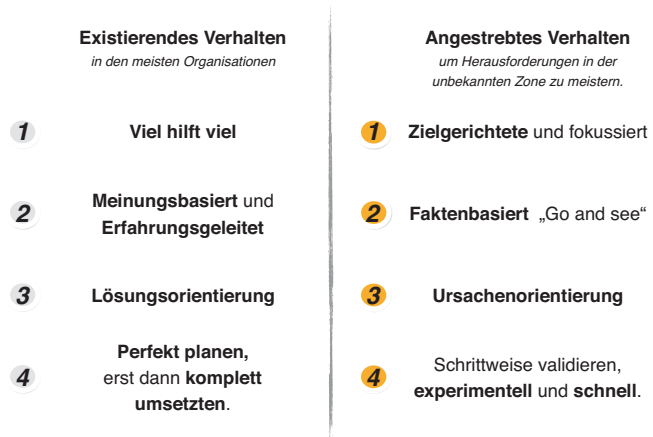 Existierendes Verhalten
in den meisten Organisationen
1 Viel hilft viel
2 Meinungsbasiert und
Erfahrungsgeleitet
3 Lösungsorientierung
4 Perfekt planen,
erst dann komplett
umsetzten.
Angestrebtes Verhalten
um Herausforderungen in der
unbekannten Zone zu meistern.
1 Zielgerichtete und fokussiert
2 Faktenbasiert „Go and see“
3 Ursachenorientierung
4 Schrittweise validieren,
experimentell und schnell.